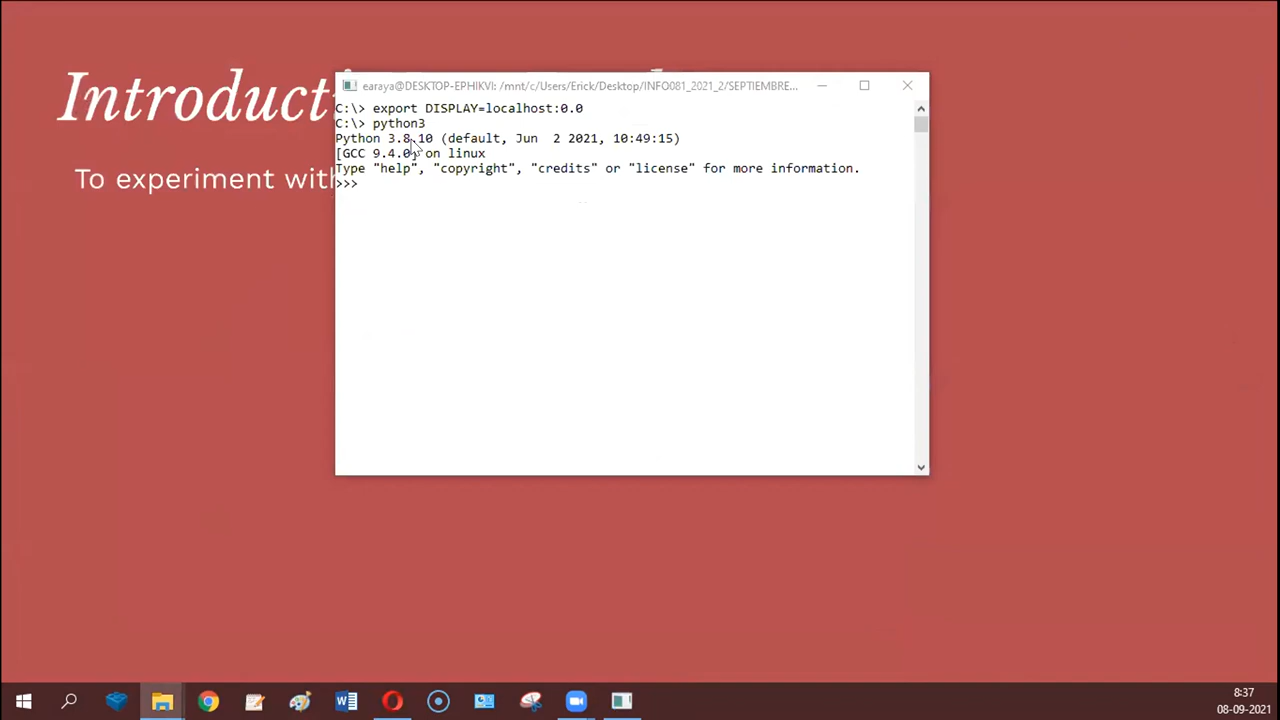 Introducti
To experiment with
earaya@DESKTOP-EPHIKVI: /mnt/c/Users/Erick/Desktop/INFO081_2021_2/SEPTIEMBRE...
C:\> export DISPLAY=localhost:0.0
C:\> python3
Python 3.8.10 (default, Jun  2 2021, 10:49:15)
[GCC 9.4.0] on linux
Type "help", "copyright", "credits" or "license" for more information.
>>>
8:37
08-09-2021